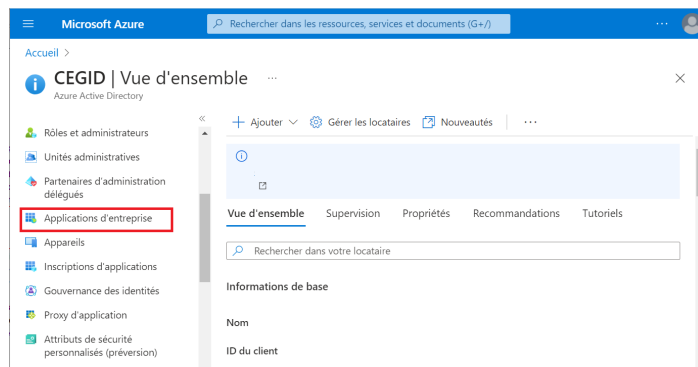 Microsoft Azure
Rechercher dans les ressources, services et documents (G+/)
...
Accueil >
CEGID | Vue d'ensemble ...
Azure Active Directory
Ajouter
Gérer les locataires
Nouveautés
...
Rôles et administrateurs
Unités administratives
Partenaires d'administration
délégués
Applications d'entreprise
Appareils
Inscriptions d'applications
Gouvernance des identités
Proxy d'application
Attributs de sécurité
personnalisés (préversion)
Vue d'ensemble Supervision Propriétés Recommandations Tutoriels
Rechercher dans votre locataire
Informations de base
Nom
ID du client